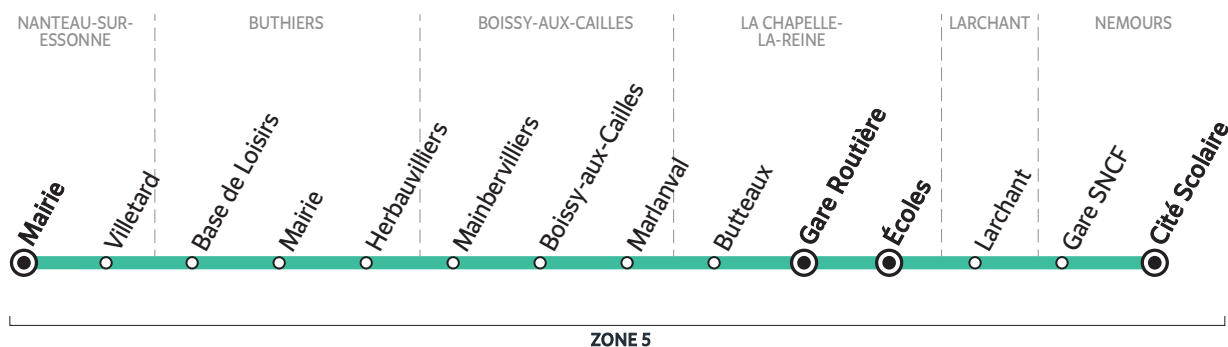 NANTEAU-SUR-
ESSONNE
BUTHIERS
BOISSY-AUX-CAILLES
LA CHAPELLE-
LA-REINE
LARCHANT
NEMOURS
Mairie
Villetard
Base de Loisirs
Mairie
Herbauvilliers
Mainbervilliers
Boissy-aux-Cailles
Marlanval
Butteaux
Gare Routière
Écoles
Larchant
Gare SNCF
Cité Scolaire
ZONE 5